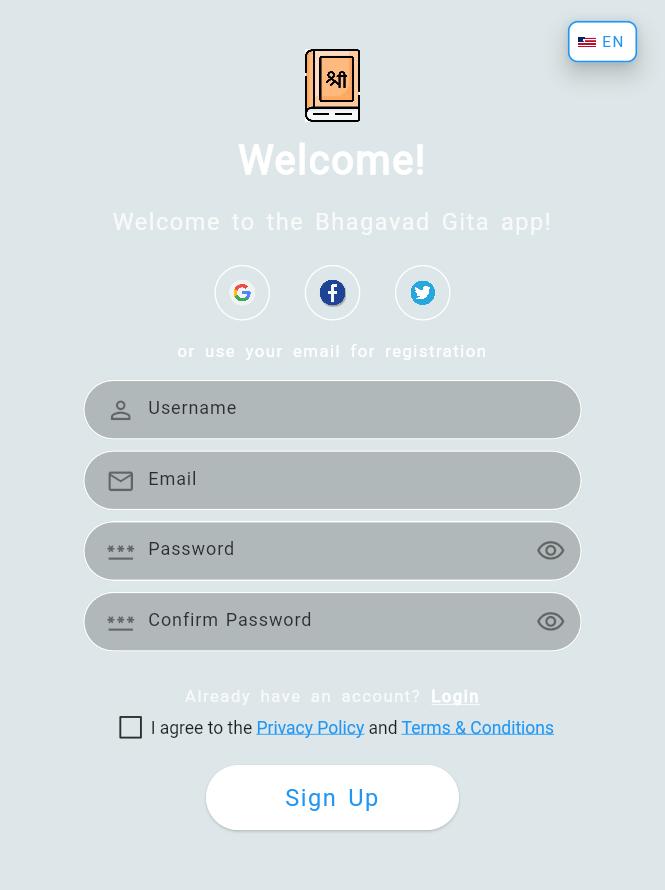 EN
श्री
Welcome!
Welcome to the Bhagavad Gita app!
or use your email for registration
Username
Email
*** Password
*** Confirm Password
Already have an account? LogIn
I agree to the Privacy Policy and Terms & Conditions
Sign Up